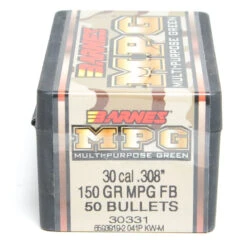 BARNES
MPG
MULTI-PURPOSE GREEN
BARNES
MPG
MULTI-PURPOSE GREEN
30 cal .308"
150 GR MPG FB
50 BULLETS
30331